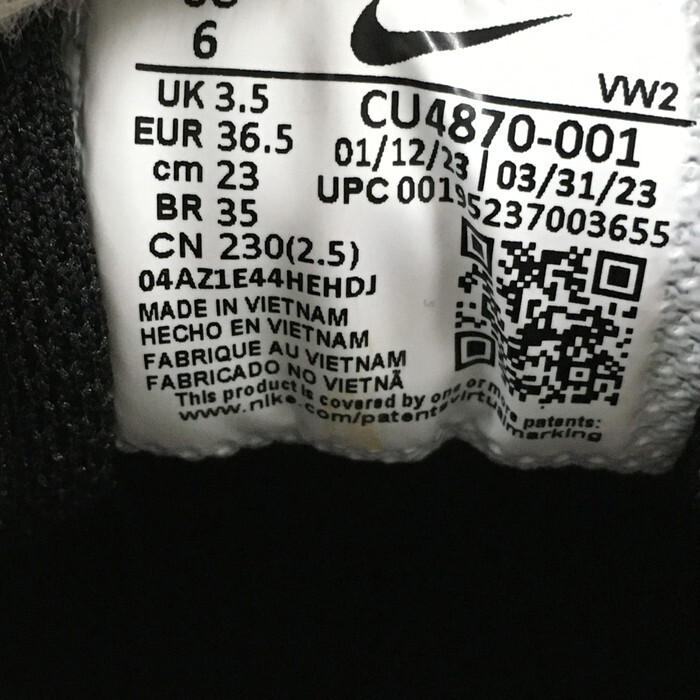 6
UK 3.5
EUR 36.5
cm 23
BR 35
CN 230(2.5)
VW2
CU4870-001
01/12/23 | 03/31/23
UPC 00195237003655
04AZ1E44HEHDJ
MADE IN VIETNAM
HECHO EN VIETNAM
FABRIQUE AU VIETNAM
FABRICADO NO VIETNÃ
This product is covered by one or more patents:
www.nike.com/patentsvirtualmarking